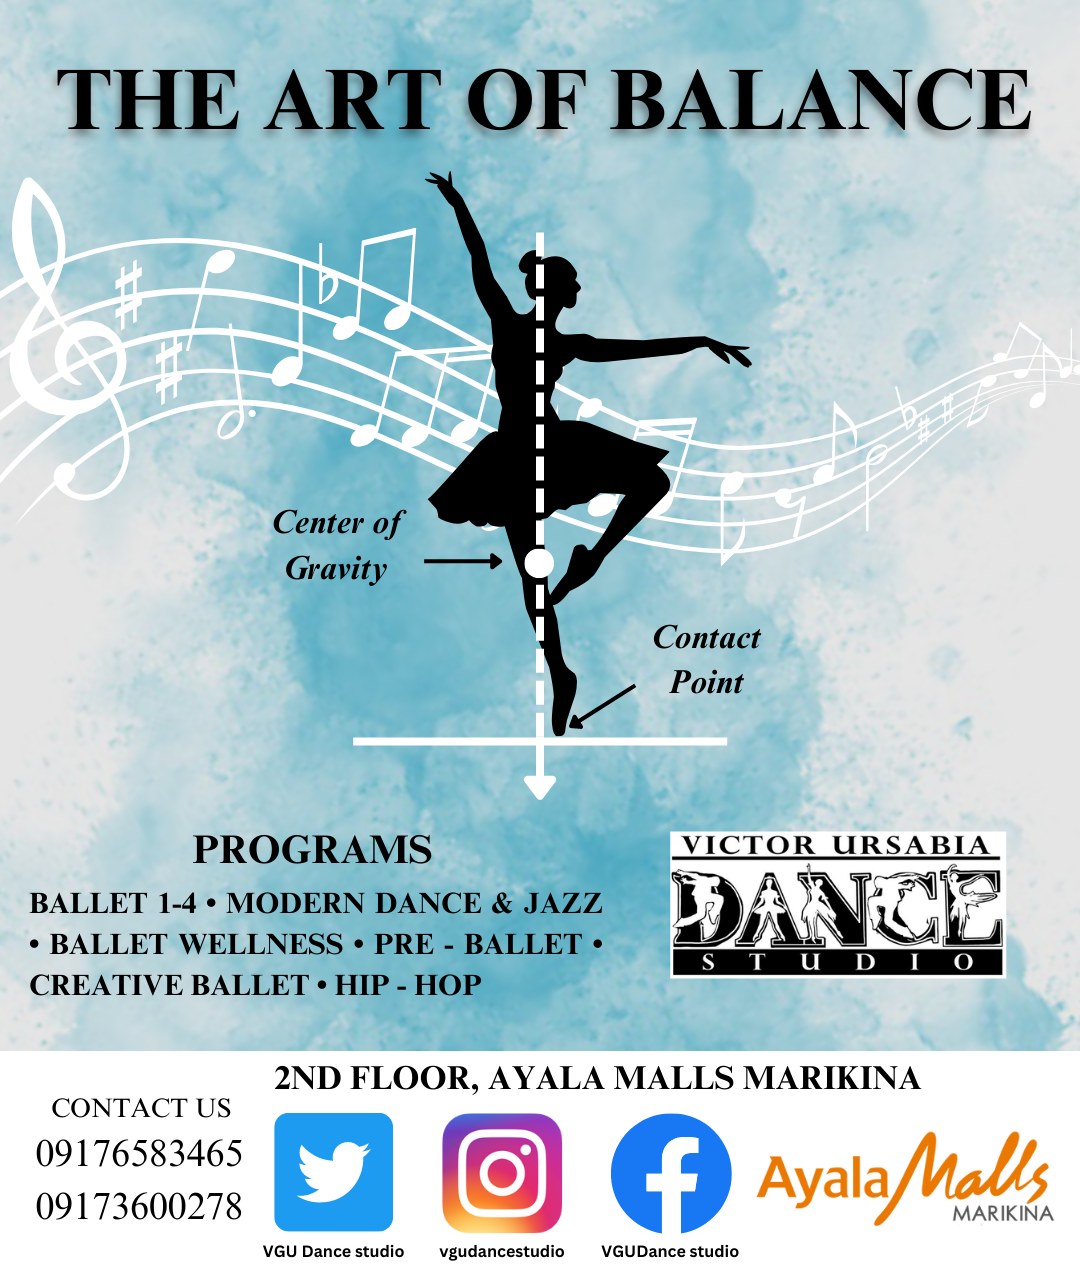 THE ART OF BALANCE
Center of
Gravity
Contact
Point
PROGRAMS
BALLET 1-4 • MODERN DANCE & JAZZ
• BALLET WELLNESS • PRE - BALLET •
CREATIVE BALLET • HIP - HOP
VICTOR URSABIA
DANCE
STUDIO
2ND FLOOR, AYALA MALLS MARIKINA
CONTACT US
09176583465
09173600278
VGU Dance studio
vgudancestudio
VGUDance studio
Ayala Malls
MARIKINA